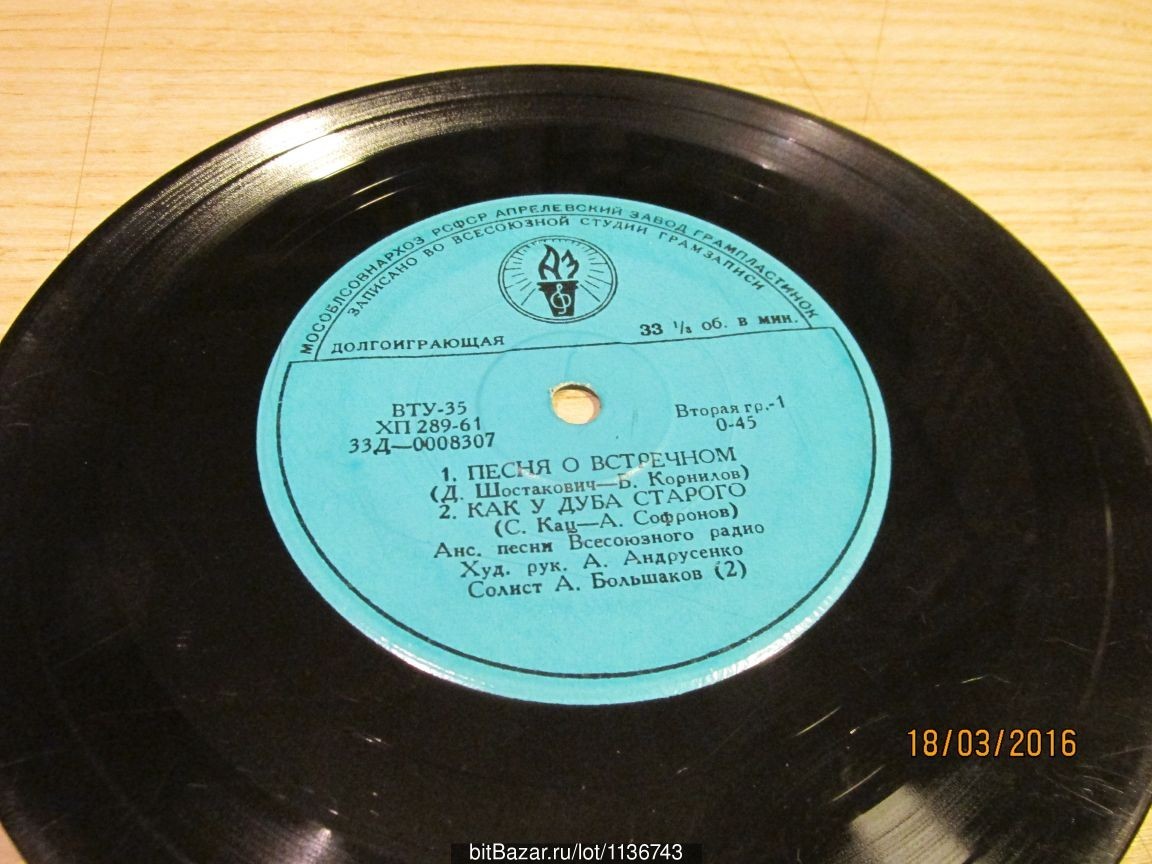 МОСОБЛСОВНАРХОЗ РСФСР АПРЕЛЕВСКИЙ ЗАВОД ГРАМПЛАСТИНОК
ЗАПИСАНО ВО ВСЕСОЮЗНОЙ СТУДИИ ГРАМЗАПИСИ
АЗ
ДОЛГОИГРАЮЩАЯ 33 ⅓ об. в мин.
ВТУ-35
ХП 289-61
33Д—0008307
Вторая гр.-1
0-45
1. ПЕСНЯ О ВСТРЕЧНОМ
(Д. Шостакович—Б. Корнилов)
2. КАК У ДУБА СТАРОГО
(С. Кац—А. Софронов)
Анс. песни Всесоюзного радио
Худ. рук. А. Андрусенко
Солист А. Большаков (2)
18/03/2016
bitBazar.ru/lot/1136743